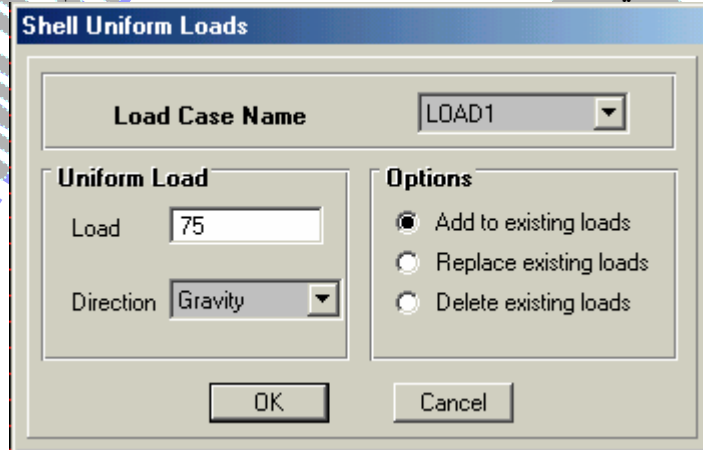 Shell Uniform Loads
Load Case Name LOAD1
Uniform Load
Load 75
Direction Gravity
Options
Add to existing loads
Replace existing loads
Delete existing loads
OK Cancel